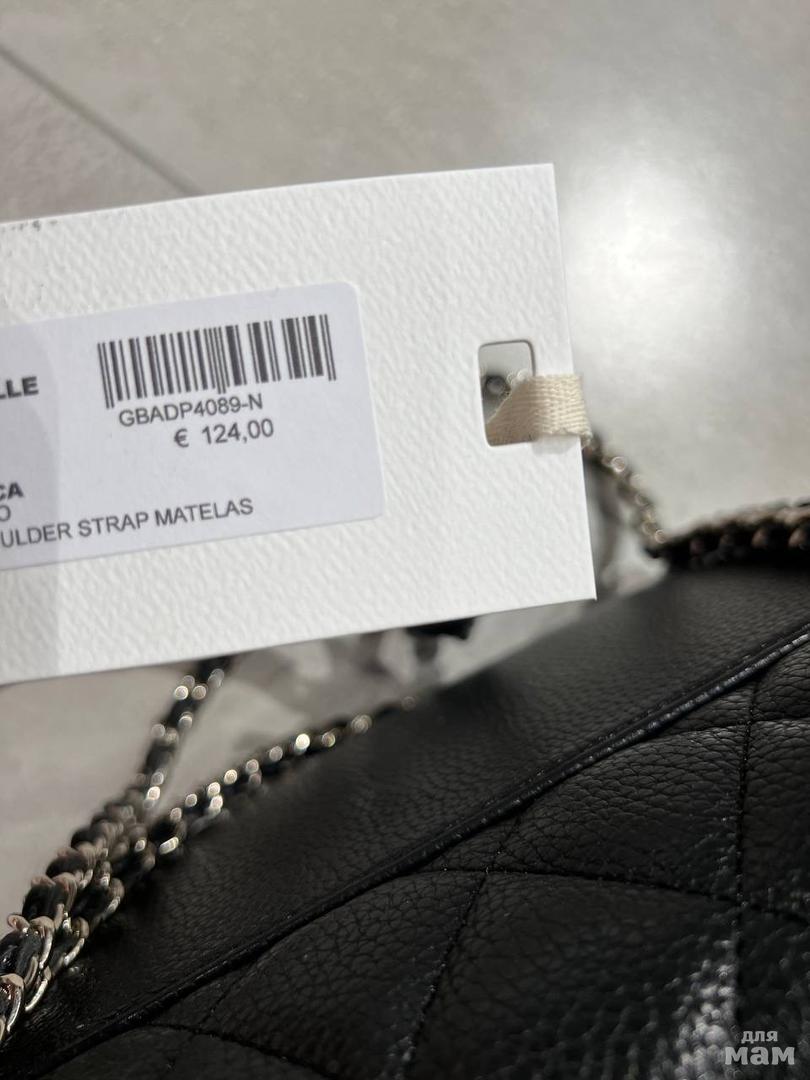 LLE
GBADP4089-N
€ 124,00
CA
O
ULDER STRAP MATELAS
для
мам